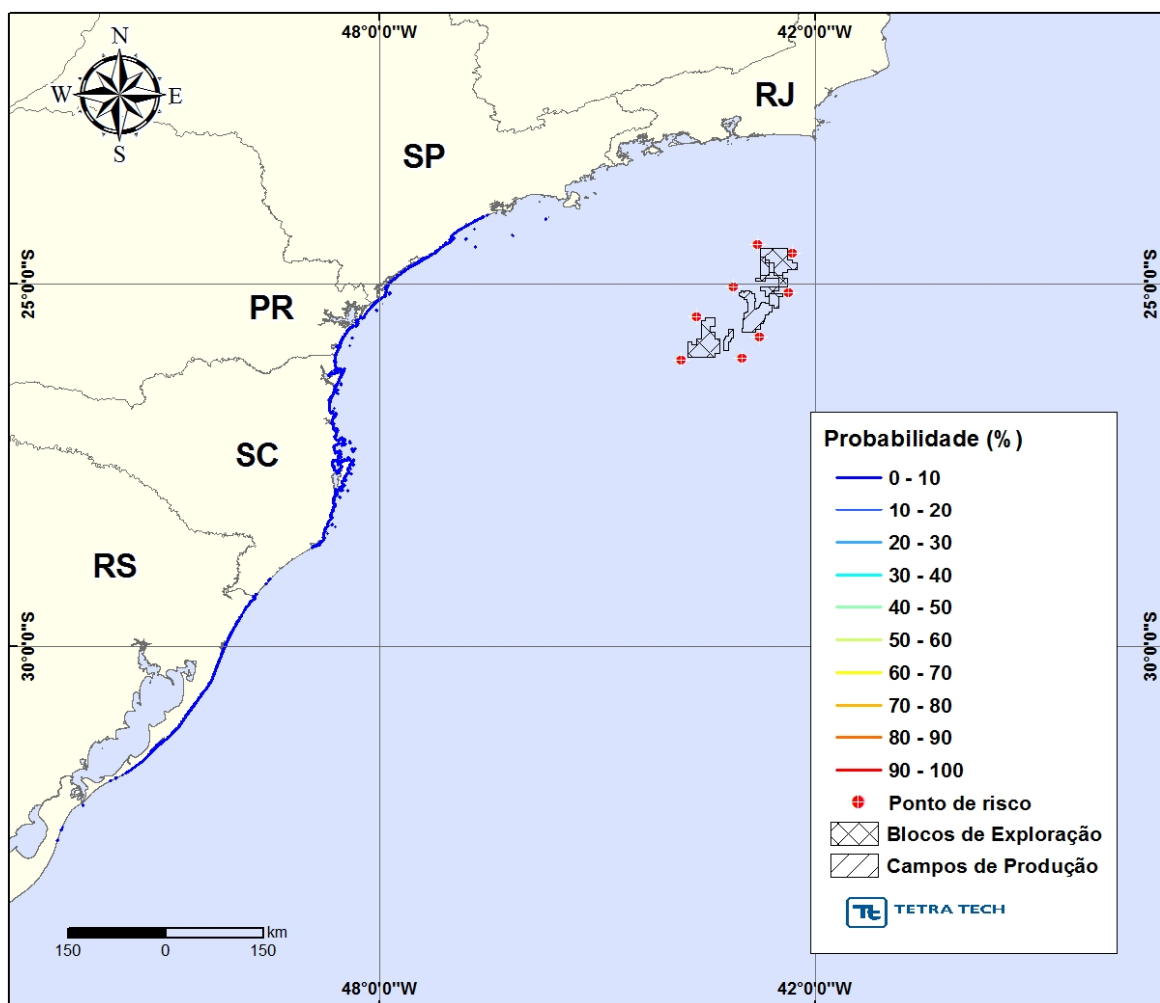 48°0'0"W
42°0'0"W
N
W
E
S
RJ
SP
25°0'0"S
25°0'0"S
PR
SC
RS
30°0'0"S
30°0'0"S
Probabilidade (%)
0 - 10
10 - 20
20 - 30
30 - 40
40 - 50
50 - 60
60 - 70
70 - 80
80 - 90
90 - 100
Ponto de risco
Blocos de Exploração
Campos de Produção
Tt TETRA TECH
km
150 0 150
48°0'0"W
42°0'0"W